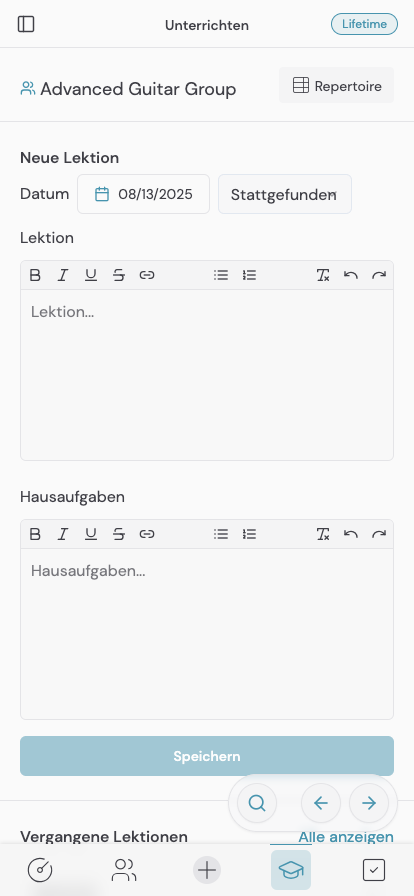 Unterrichten
Lifetime
Advanced Guitar Group
Repertoire
Neue Lektion
Datum
08/13/2025
Stattgefunden
Lektion
Lektion...
Hausaufgaben
Hausaufgaben...
Speichern
Vergangene Lektionen
Alle anzeigen